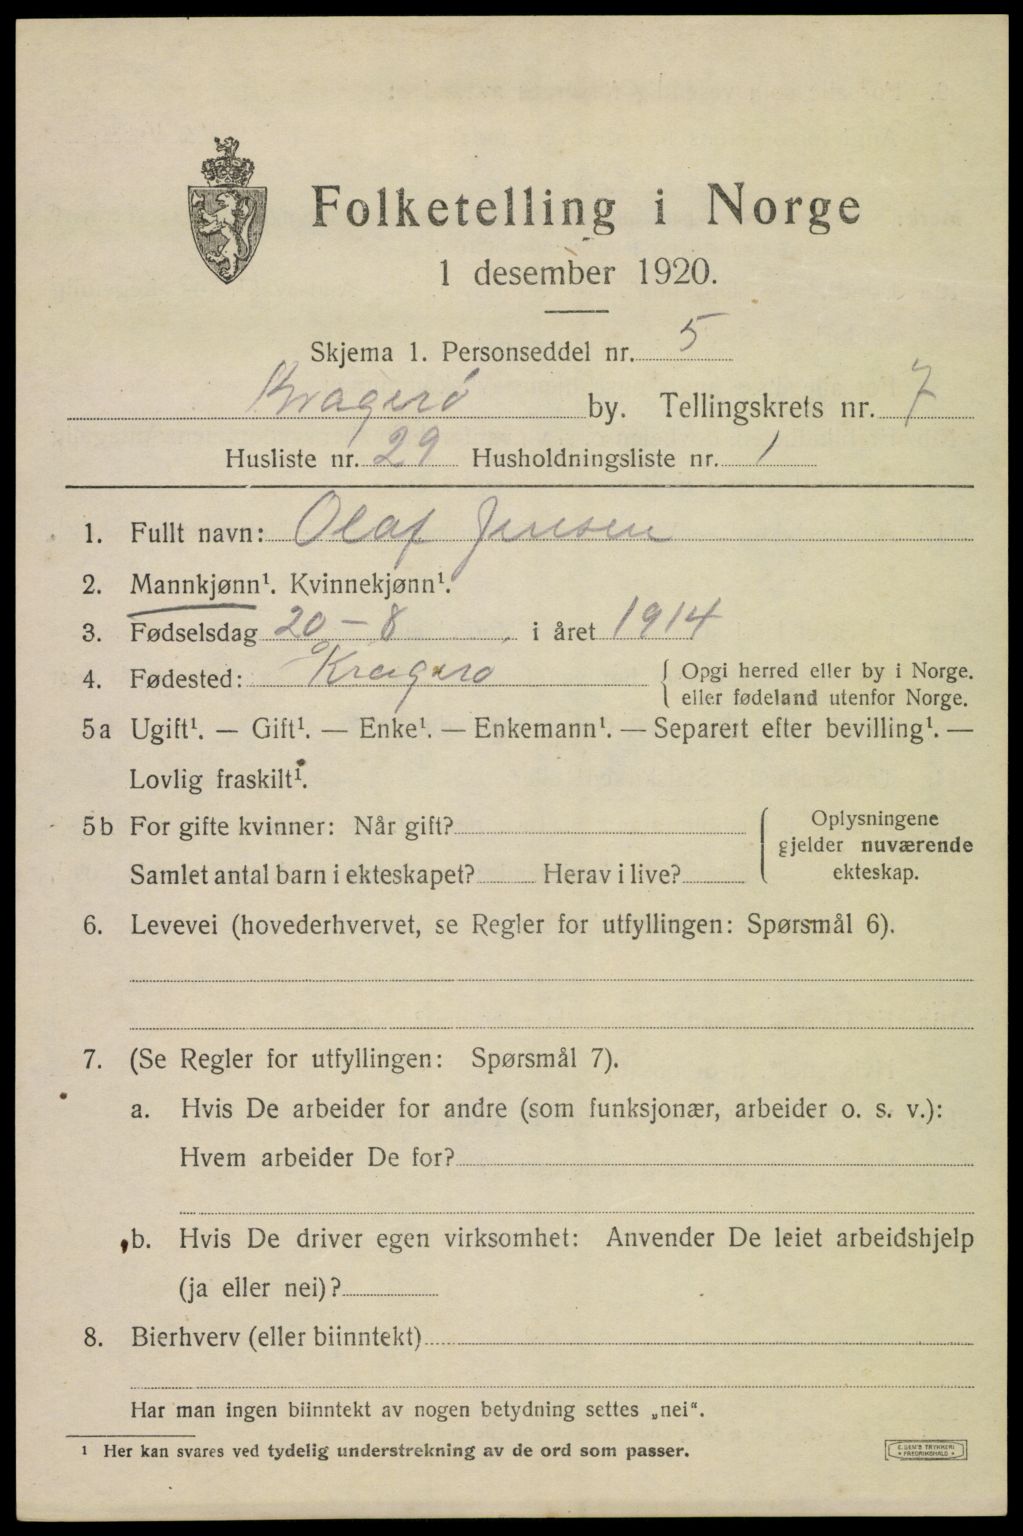 Folketelling i Norge
1 desember 1920.
Skjema 1. Personseddel nr. 5
Kragerø by. Tellingskrets nr. 7
Husliste nr. 29 Husholdningsliste nr. 1
1. Fullt navn: Olaf Jensen
2. Mannkjønn¹. Kvinnekjønn¹.
3. Fødselsdag 20 – 8 i året 1914
4. Fødested: Kragerø { Opgi herred eller by i Norge.
eller fødeland utenfor Norge.
5a Ugift¹. — Gift¹. — Enke¹. — Enkemann¹. — Separert efter bevilling¹. —
Lovlig fraskilt¹.
5b For gifte kvinner: Når gift? { Oplysningene
gjelder nuværende
Samlet antal barn i ekteskapet? Herav i live? ekteskap.
6. Levevei (hovederhvervet, se Regler for utfyllingen: Spørsmål 6).
7. (Se Regler for utfyllingen: Spørsmål 7).
a. Hvis De arbeider for andre (som funksjonær, arbeider o. s. v.):
Hvem arbeider De for?
b. Hvis De driver egen virksomhet: Anvender De leiet arbeidshjelp
(ja eller nei)?
8. Bierhverv (eller biinntekt)
Har man ingen biinntekt av nogen betydning settes „nei“.
¹ Her kan svares ved tydelig understrekning av de ord som passer.
E. SEM'S TRYKKERI
• FREDRIKSHALD •